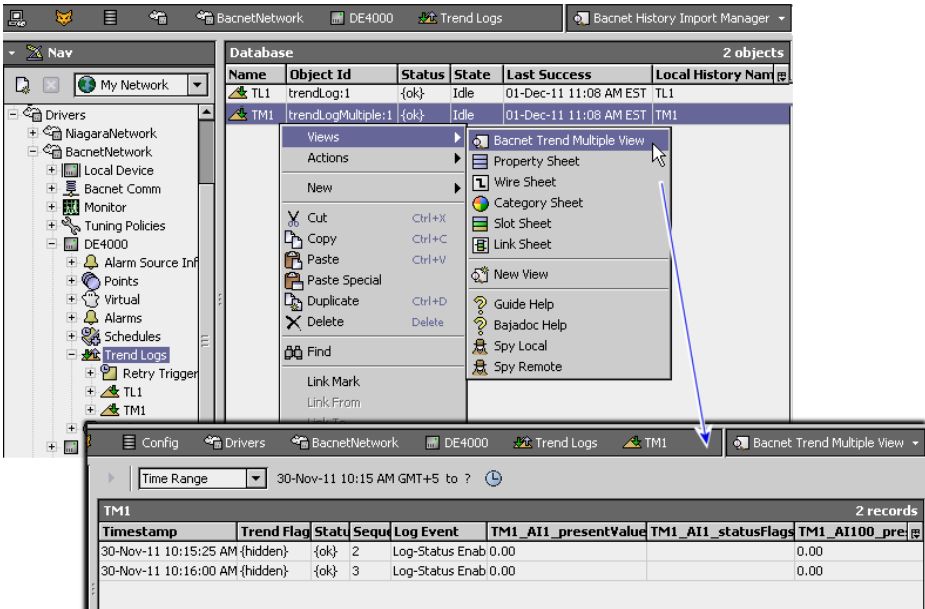 BacnetNetwork DE4000 Trend Logs Bacnet History Import Manager
Nav
My Network
Drivers
NiagaraNetwork
BacnetNetwork
Local Device
Bacnet Comm
Monitor
Tuning Policies
DE4000
Alarm Source Inf
Points
Virtual
Alarms
Schedules
Trend Logs
Retry Trigger
TL1
TM1
Database 2 objects
Name Object Id Status State Last Success Local History Nam
TL1 trendLog:1 {ok} Idle 01-Dec-11 11:08 AM EST TL1
TM1 trendLogMultiple:1 {ok} Idle 01-Dec-11 11:08 AM EST TM1
Views
Actions
New
Cut Ctrl+X
Copy Ctrl+C
Paste Ctrl+V
Paste Special
Duplicate Ctrl+D
Delete Delete
Find
Link Mark
Link From
Bacnet Trend Multiple View
Property Sheet
Wire Sheet
Category Sheet
Slot Sheet
Link Sheet
New View
Guide Help
Bajadoc Help
Spy Local
Spy Remote
Config Drivers BacnetNetwork DE4000 Trend Logs TM1 Bacnet Trend Multiple View
Time Range 30-Nov-11 10:15 AM GMT+5 to ?
TM1 2 records
Timestamp Trend Flag Statu Seque Log Event TM1_AI1_presentValue TM1_AI1_statusFlags TM1_AI100_pre
30-Nov-11 10:15:25 AM {hidden} {ok} 2 Log-Status Enab 0.00 0.00
30-Nov-11 10:16:00 AM {hidden} {ok} 3 Log-Status Enab 0.00 0.00